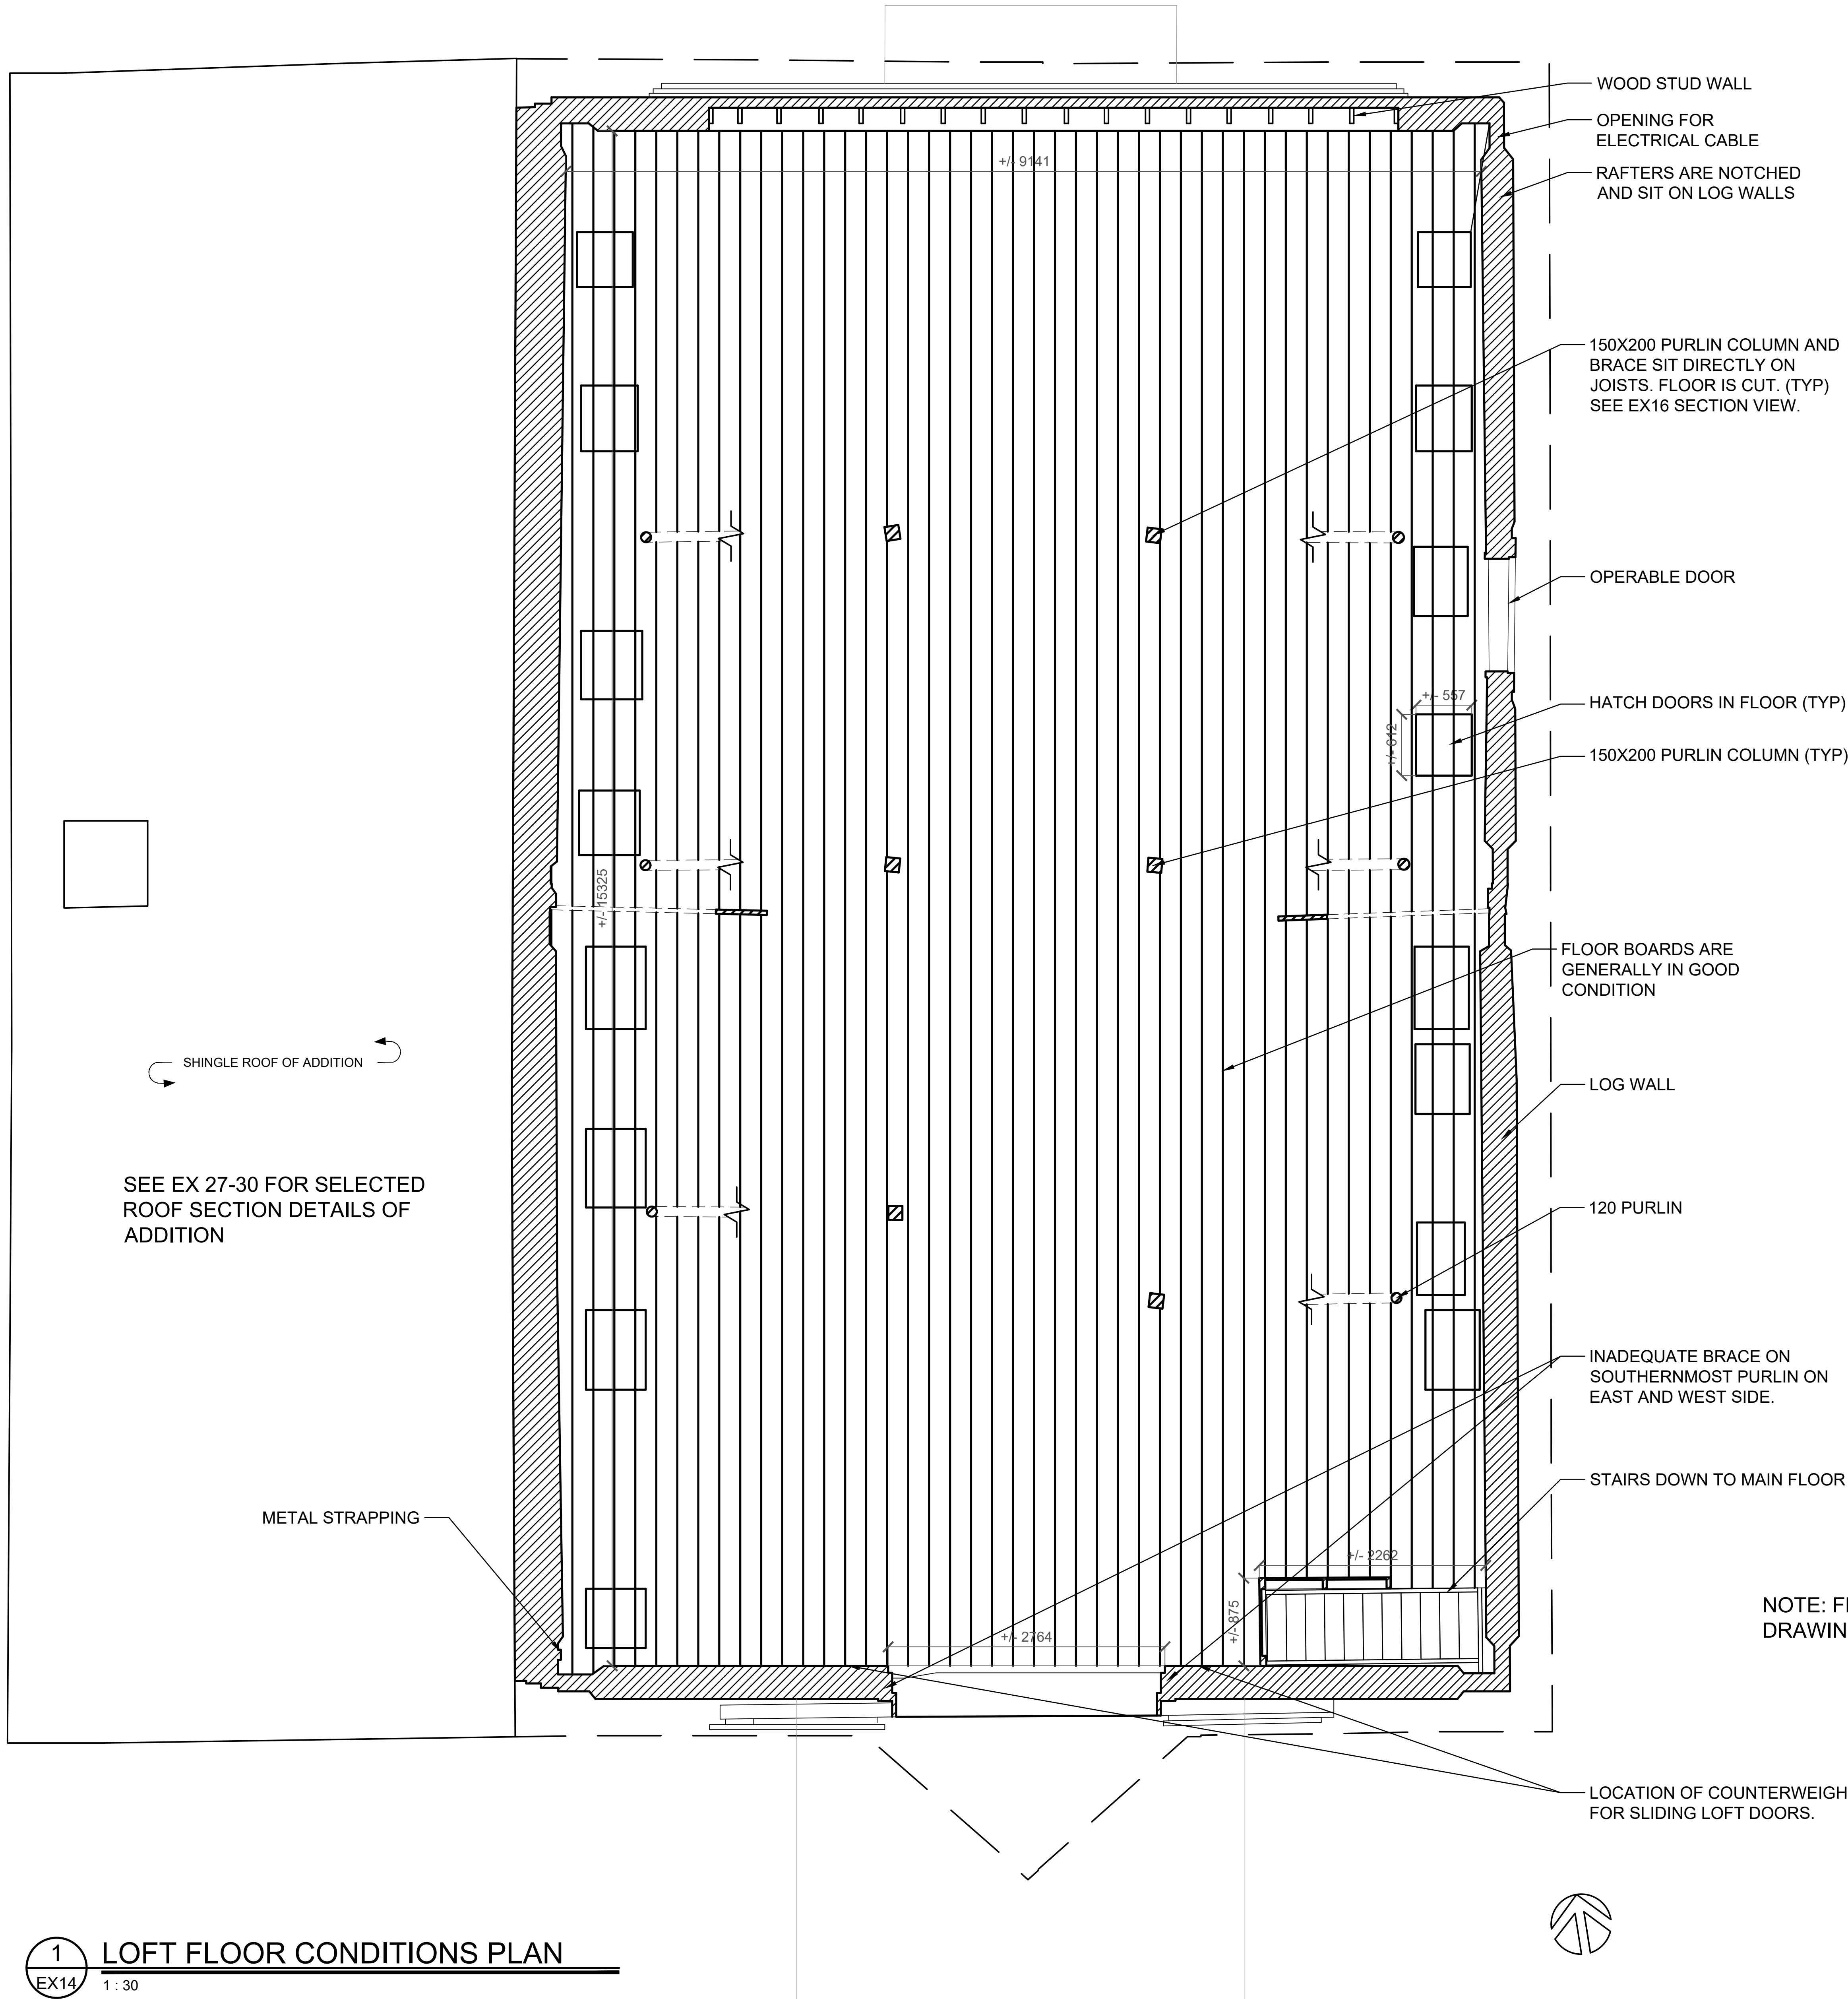 WOOD STUD WALL
OPENING FOR
ELECTRICAL CABLE
+/- 9141
RAFTERS ARE NOTCHED
AND SIT ON LOG WALLS
150X200 PURLIN COLUMN AND
BRACE SIT DIRECTLY ON
JOISTS. FLOOR IS CUT. (TYP)
SEE EX16 SECTION VIEW.
OPERABLE DOOR
+/- 557
HATCH DOORS IN FLOOR (TYP)
+/- 612
150X200 PURLIN COLUMN (TYP)
+/- 15325
FLOOR BOARDS ARE
GENERALLY IN GOOD
CONDITION
SHINGLE ROOF OF ADDITION
LOG WALL
SEE EX 27-30 FOR SELECTED
ROOF SECTION DETAILS OF
ADDITION
120 PURLIN
INADEQUATE BRACE ON
SOUTHERNMOST PURLIN ON
EAST AND WEST SIDE.
STAIRS DOWN TO MAIN FLOOR
METAL STRAPPING
+/- 2262
+/- 875
+/- 2764
NOTE:
LOCATION OF
FOR SLIDING LOFT DOORS.
1
EX14
LOFT FLOOR CONDITIONS PLAN
1 : 30